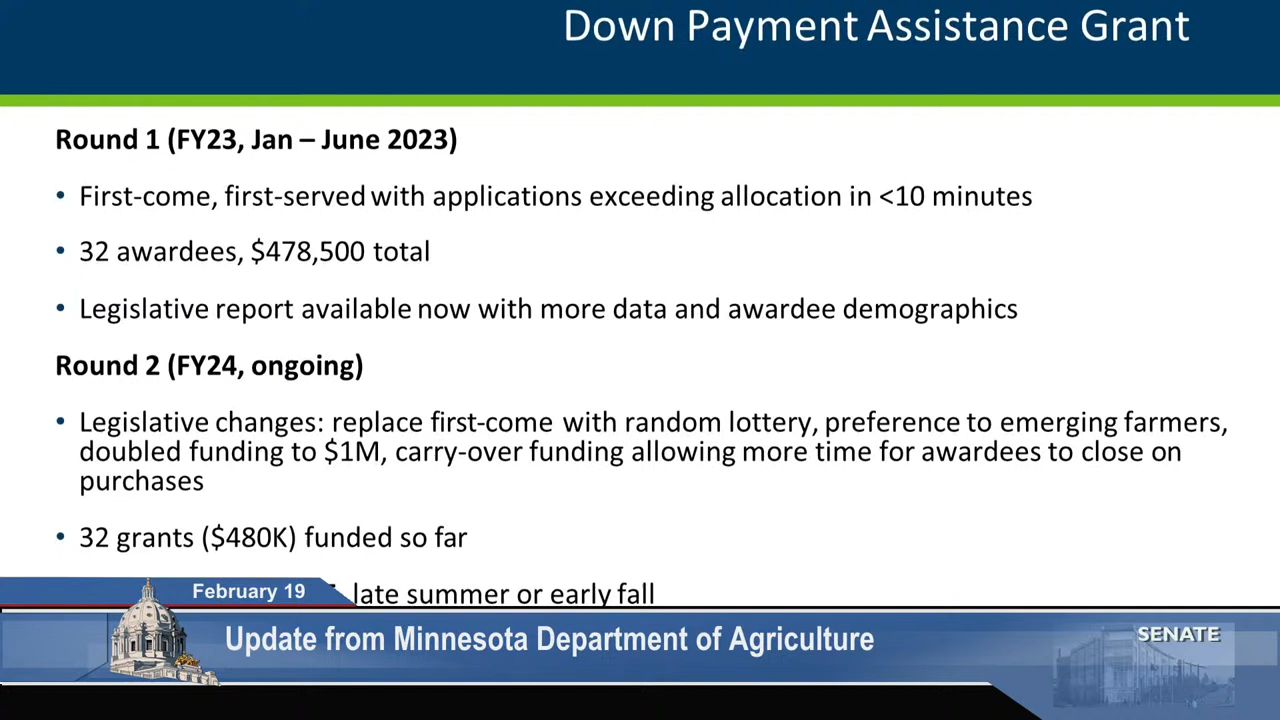 Down Payment Assistance Grant
Round 1 (FY23, Jan – June 2023)
• First-come, first-served with applications exceeding allocation in <10 minutes
• 32 awardees, $478,500 total
• Legislative report available now with more data and awardee demographics
Round 2 (FY24, ongoing)
• Legislative changes: replace first-come with random lottery, preference to emerging farmers,
doubled funding to $1M, carry-over funding allowing more time for awardees to close on
purchases
• 32 grants ($480K) funded so far
late summer or early fall
February 19
Update from Minnesota Department of Agriculture
SENATE